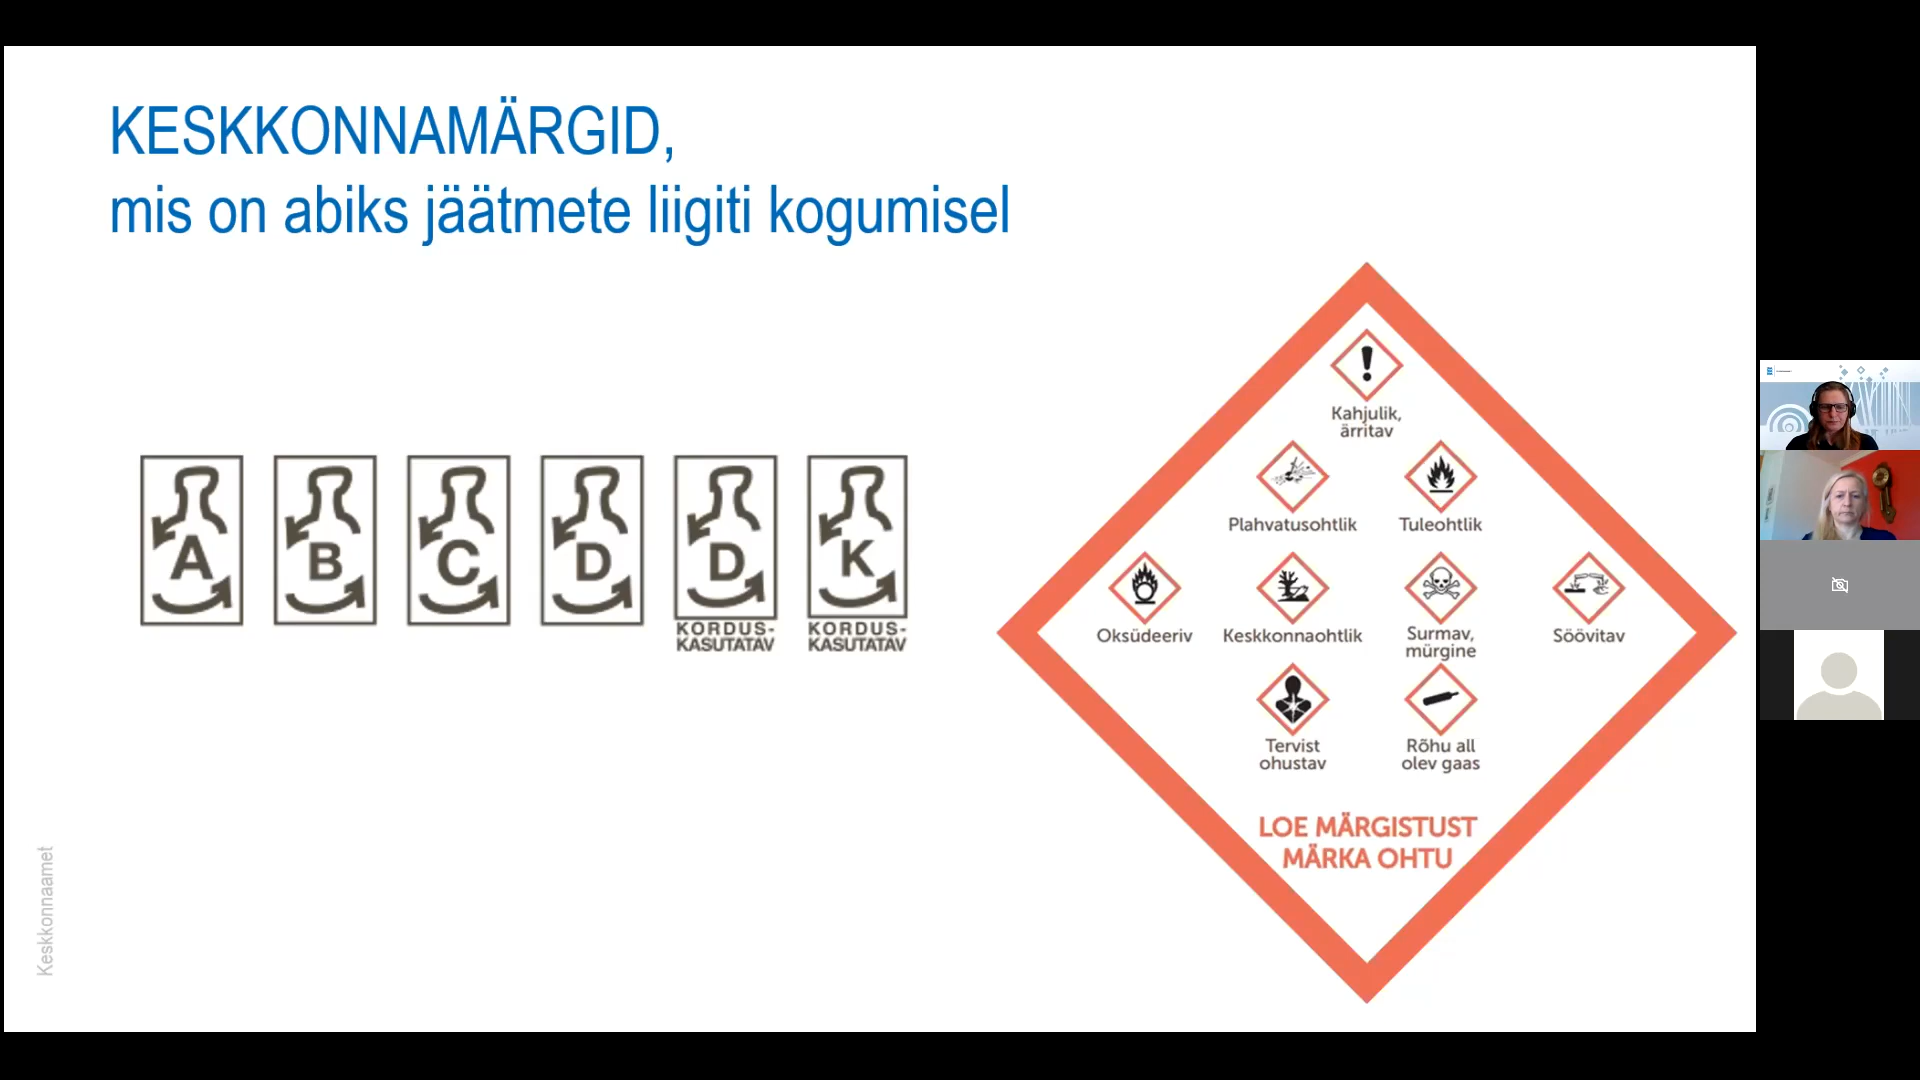 KESKKONNAMÄRGID,
mis on abiks jäätmete liigiti kogumisel
A
B
C
D
D
KORDUS-
KASUTATAV
K
KORDUS-
KASUTATAV
Kahjulik,
ärritav
Plahvatusohtlik
Tuleohtlik
Oksüdeeriv
Keskkonnaohtlik
Surmav,
mürgine
Söövitav
Tervist
ohustav
Rõhu all
olev gaas
LOE MÄRGISTUST
MÄRKA OHTU
Keskkonnaamet